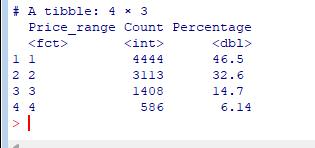 # A tibble: 4 × 3
Price_range Count Percentage
<fct> <int> <dbl>
1 1 4444 46.5
2 2 3113 32.6
3 3 1408 14.7
4 4 586 6.14
>